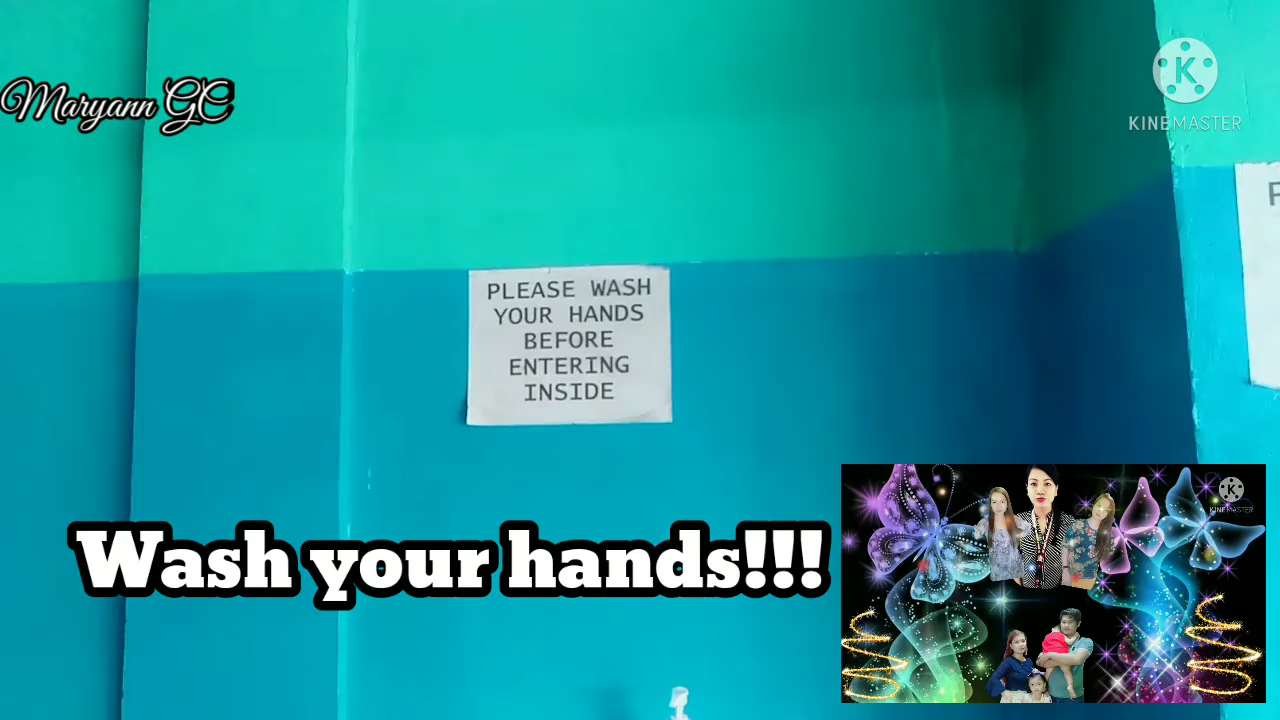 Maryann GC
KINEMASTER
PLEASE WASH
YOUR HANDS
BEFORE
ENTERING
INSIDE
Wash your hands!!!
KINEMASTER